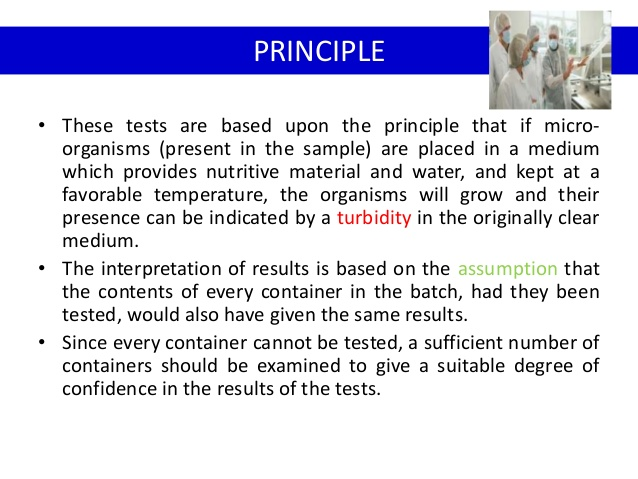 PRINCIPLE
• These tests are based upon the principle that if micro-
organisms (present in the sample) are placed in a medium
which provides nutritive material and water, and kept at a
favorable temperature, the organisms will grow and their
presence can be indicated by a turbidity in the originally clear
medium.
• The interpretation of results is based on the assumption that
the contents of every container in the batch, had they been
tested, would also have given the same results.
• Since every container cannot be tested, a sufficient number of
containers should be examined to give a suitable degree of
confidence in the results of the tests.